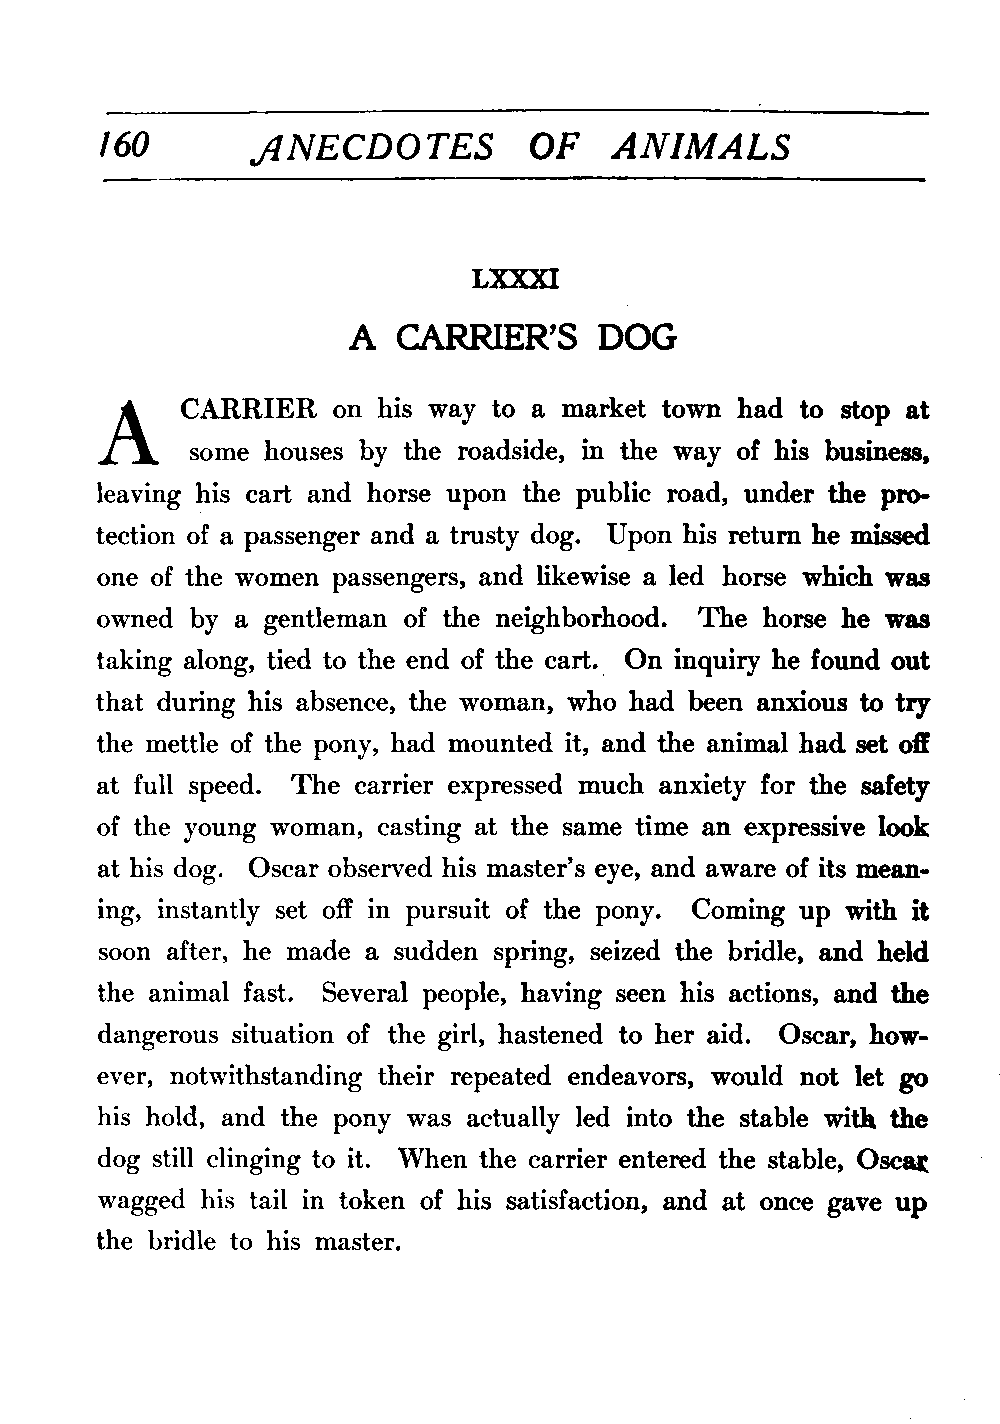 160 ANECDOTES OF ANIMALS
LXXXI
A CARRIER'S DOG
A CARRIER on his way to a market town had to stop at
some houses by the roadside, in the way of his business,
leaving his cart and horse upon the public road, under the pro-
tection of a passenger and a trusty dog. Upon his return he missed
one of the women passengers, and likewise a led horse which was
owned by a gentleman of the neighborhood. The horse he was
taking along, tied to the end of the cart. On inquiry he found out
that during his absence, the woman, who had been anxious to try
the mettle of the pony, had mounted it, and the animal had set off
at full speed. The carrier expressed much anxiety for the safety
of the young woman, casting at the same time an expressive look
at his dog. Oscar observed his master's eye, and aware of its mean-
ing, instantly set off in pursuit of the pony. Coming up with it
soon after, he made a sudden spring, seized the bridle, and held
the animal fast. Several people, having seen his actions, and the
dangerous situation of the girl, hastened to her aid. Oscar, how-
ever, notwithstanding their repeated endeavors, would not let go
his hold, and the pony was actually led into the stable with the
dog still clinging to it. When the carrier entered the stable, Oscar
wagged his tail in token of his satisfaction, and at once gave up
the bridle to his master.